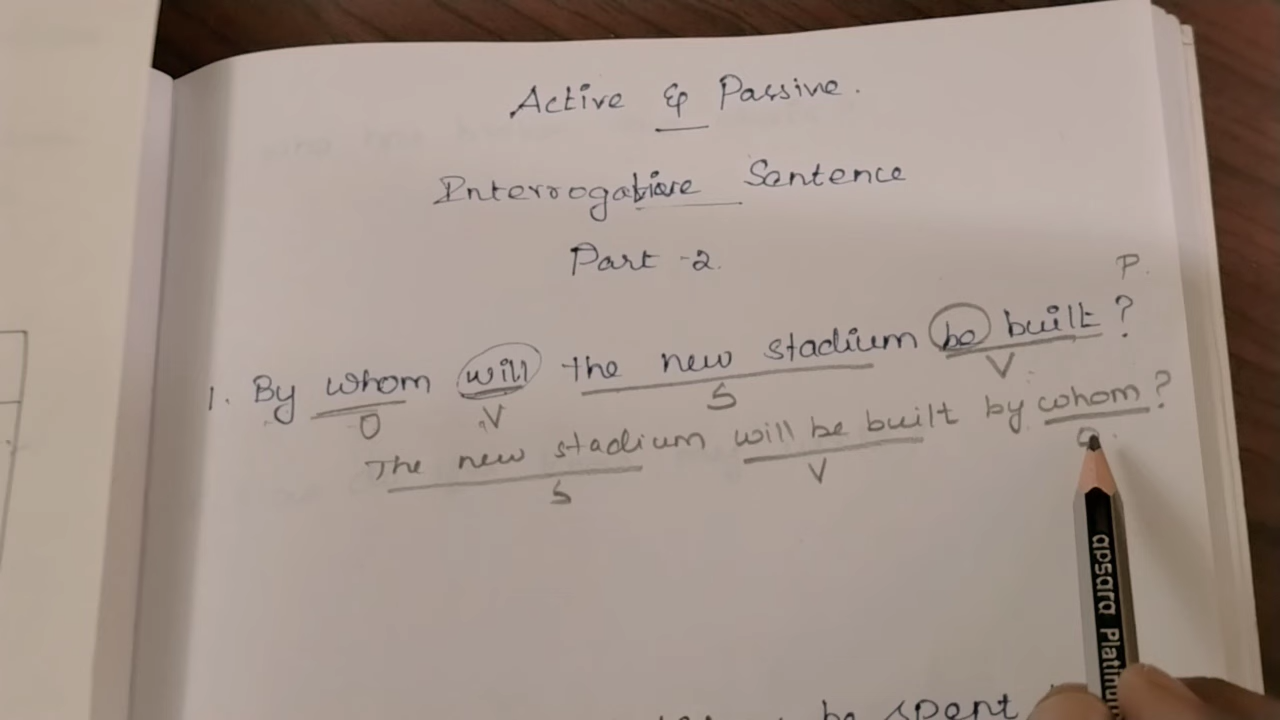 Active & Passive.
Interrogative Sentence
Part -2.
P.
1. By whom will the new stadium be built?
O V S V
The new stadium will be built by whom?
S V O
be spent
apsara Platinum